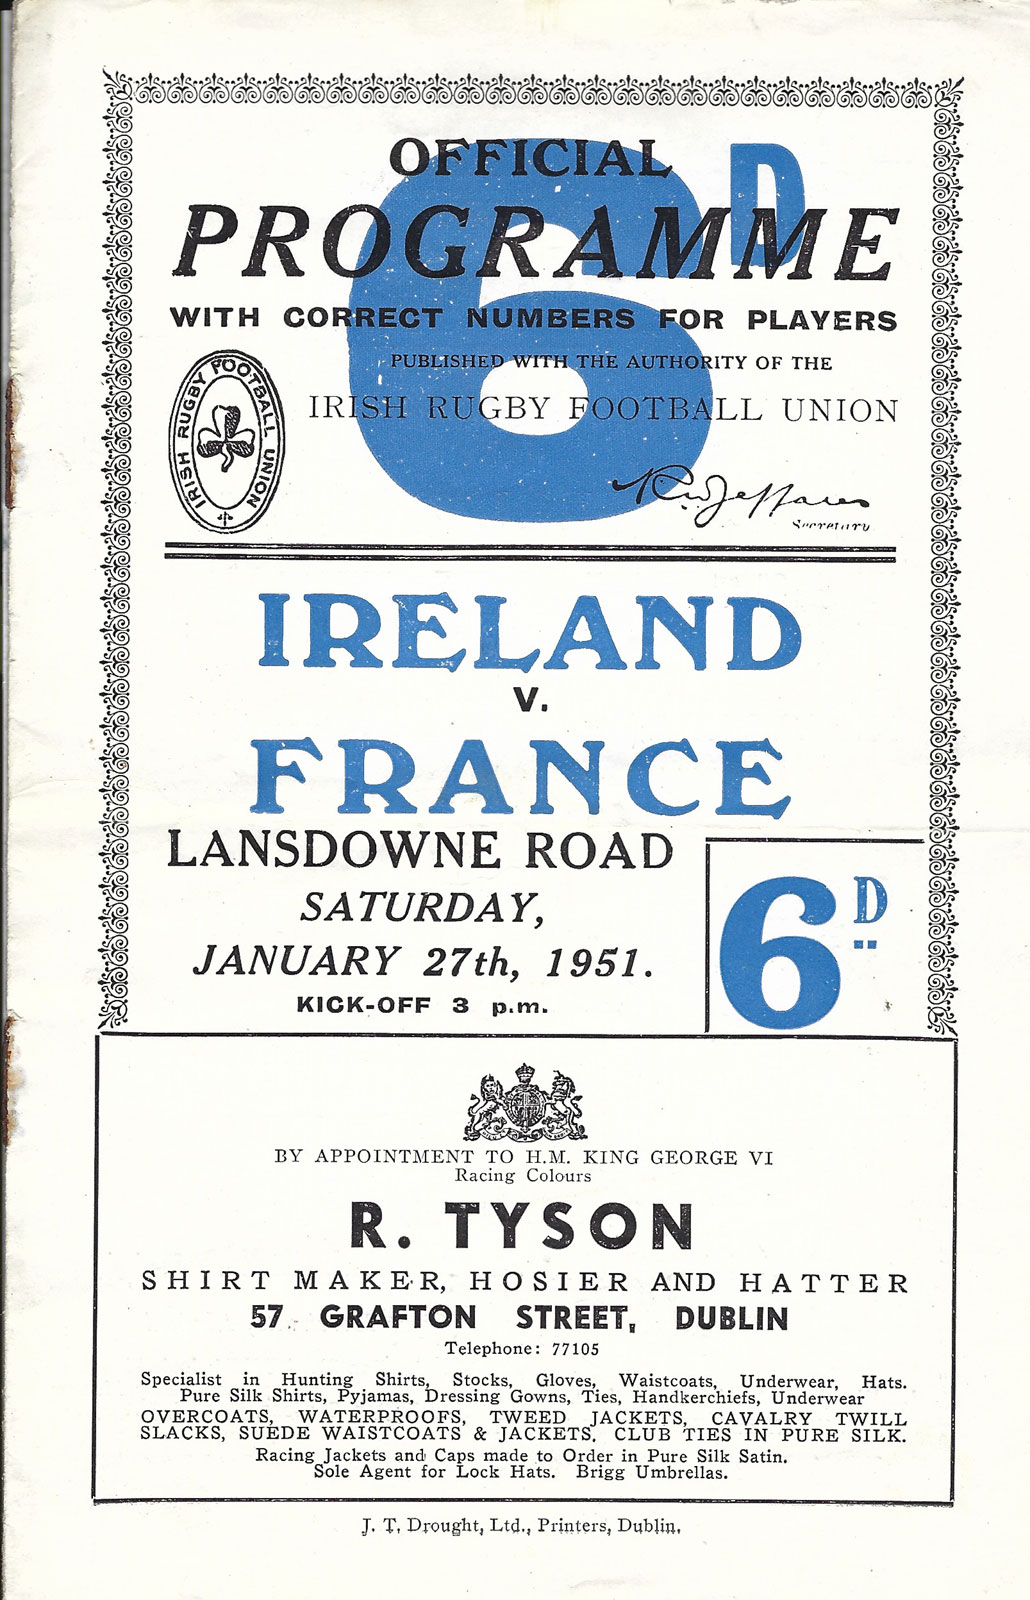 6D
OFFICIAL
PROGRAMME
WITH CORRECT NUMBERS FOR PLAYERS
PUBLISHED WITH THE AUTHORITY OF THE
IRISH RUGBY FOOTBALL UNION
IRISH RUGBY FOOTBALL UNION
R. W. Jeffares
Secretary
IRELAND
V.
FRANCE
LANSDOWNE ROAD
SATURDAY,
JANUARY 27th, 1951.
KICK-OFF 3 p.m.
6D
BY APPOINTMENT TO H.M. KING GEORGE VI
Racing Colours
R. TYSON
SHIRT MAKER, HOSIER AND HATTER
57 GRAFTON STREET, DUBLIN
Telephone: 77105
Specialist in Hunting Shirts, Stocks, Gloves, Waistcoats, Underwear, Hats.
Pure Silk Shirts, Pyjamas, Dressing Gowns, Ties, Handkerchiefs, Underwear
OVERCOATS, WATERPROOFS, TWEED JACKETS, CAVALRY TWILL
SLACKS, SUEDE WAISTCOATS & JACKETS, CLUB TIES IN PURE SILK.
Racing Jackets and Caps made to Order in Pure Silk Satin.
Sole Agent for Lock Hats. Brigg Umbrellas.
J. T. Drought, Ltd., Printers, Dublin.